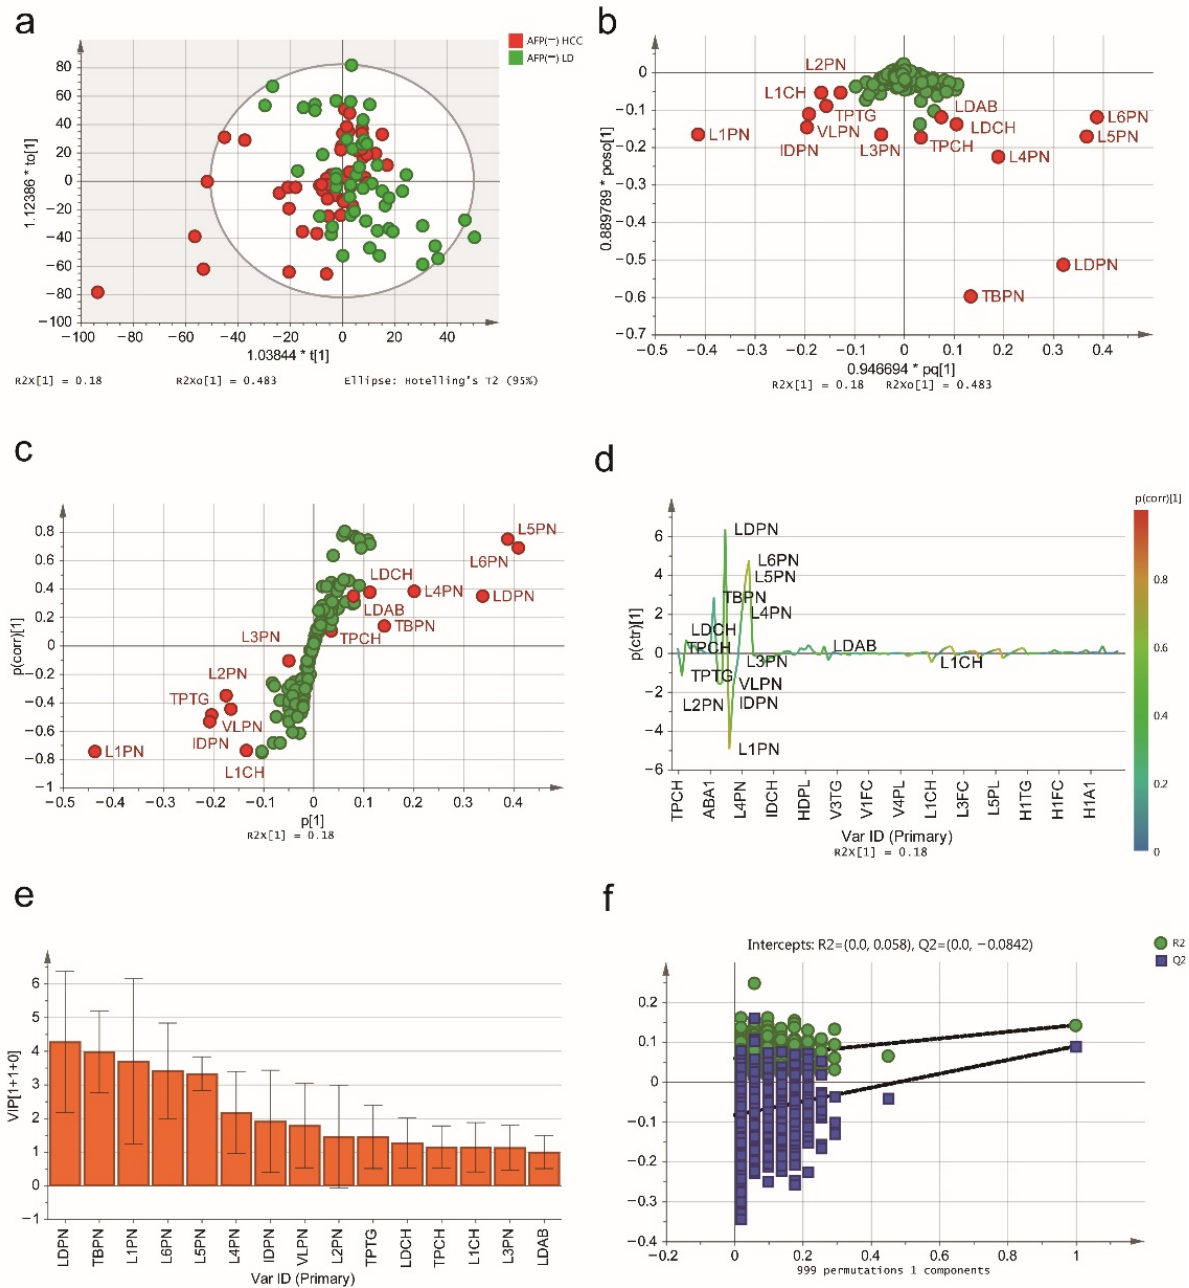 a
AFP(−) HCC
AFP(−) LD
80
60
40
20
0
−20
−40
−60
−80
−100
1.12386 * to[1]
−100
−80
−60
−40
−20
0
20
40
60
1.03844 * t[1]
R2X[1] = 0.18
R2Xo[1] = 0.483
Ellipse: Hotelling's T2 (95%)
b
0
−0.1
−0.2
−0.3
−0.4
−0.5
−0.6
−0.7
0.889789 * poso[1]
L2PN
L1CH
TPTG
L1PN
VLPN
IDPN
L3PN
LDAB
LDCH
TPCH
L6PN
L5PN
L4PN
LDPN
TBPN
−0.5
−0.4
−0.3
−0.2
−0.1
0
0.1
0.2
0.3
0.4
0.946694 * pq[1]
R2X[1] = 0.18
R2Xo[1] = 0.483
c
0.8
0.6
0.4
0.2
0
−0.2
−0.4
−0.6
−0.8
−1
p(corr)[1]
L5PN
L6PN
LDCH
L4PN
LDPN
LDAB
TBPN
L3PN
TPCH
L2PN
TPTG
VLPN
IDPN
L1PN
L1CH
−0.5
−0.4
−0.3
−0.2
−0.1
0
0.1
0.2
0.3
0.4
p[1]
R2X[1] = 0.18
d
p(corr)[1]
6
4
2
0
−2
−4
−6
p(ctr)[1]
LDPN
L6PN
L5PN
TBPN
L4PN
LDCH
TPCH
LDAB
L3PN
L1CH
TPTG
VLPN
L2PN
IDPN
L1PN
TPCH
ABA1
L4PN
IDCH
HDPL
V3TG
V1FC
V4PL
L1CH
L3FC
L5PL
H1TG
H1FC
H1A1
Var ID (Primary)
R2X[1] = 0.18
0.8
0.6
0.4
0.2
0
e
6
5
4
3
2
1
0
−1
VIP[1+1+0]
LDPN
TBPN
L1PN
L6PN
L5PN
L4PN
IDPN
VLPN
L2PN
TPTG
LDCH
TPCH
L1CH
L3PN
LDAB
Var ID (Primary)
f
Intercepts: R2=(0.0, 0.058), Q2=(0.0, −0.0842)
R2
Q2
0.2
0.1
0
−0.1
−0.2
−0.3
−0.4
−0.2
0
0.2
0.4
0.6
0.8
1
999 permutations 1 components